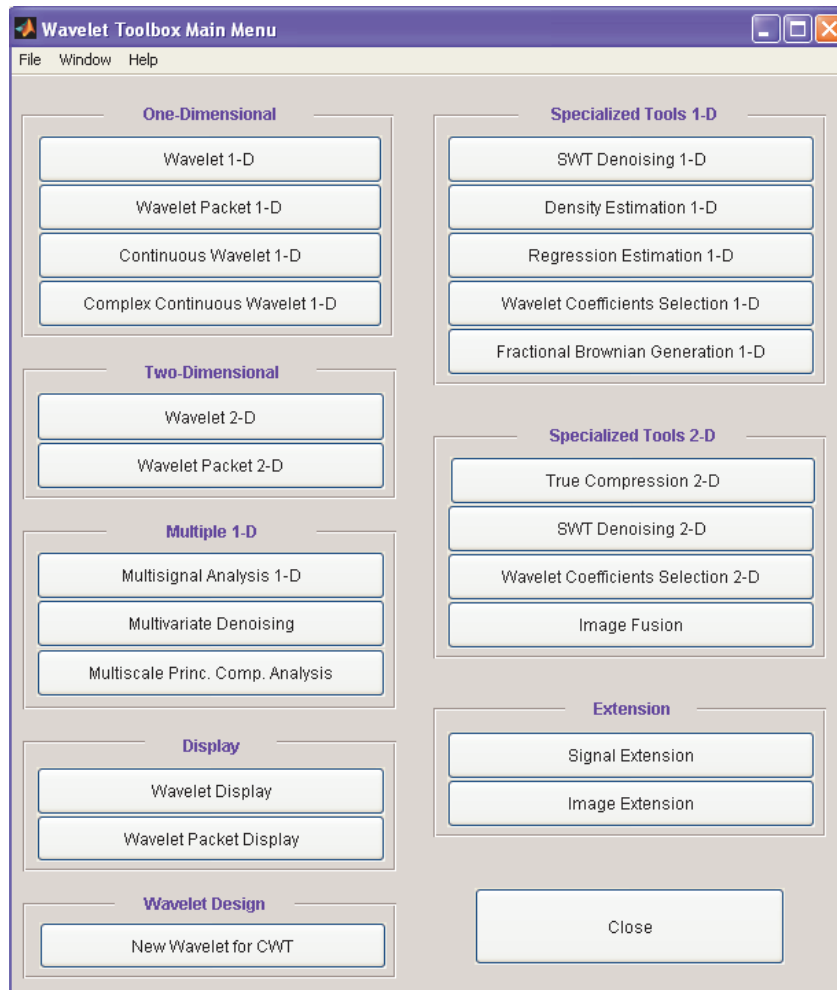 Wavelet Toolbox Main Menu
File Window Help
One-Dimensional
Wavelet 1-D
Wavelet Packet 1-D
Continuous Wavelet 1-D
Complex Continuous Wavelet 1-D
Two-Dimensional
Wavelet 2-D
Wavelet Packet 2-D
Multiple 1-D
Multisignal Analysis 1-D
Multivariate Denoising
Multiscale Princ. Comp. Analysis
Display
Wavelet Display
Wavelet Packet Display
Wavelet Design
New Wavelet for CWT
Specialized Tools 1-D
SWT Denoising 1-D
Density Estimation 1-D
Regression Estimation 1-D
Wavelet Coefficients Selection 1-D
Fractional Brownian Generation 1-D
Specialized Tools 2-D
True Compression 2-D
SWT Denoising 2-D
Wavelet Coefficients Selection 2-D
Image Fusion
Extension
Signal Extension
Image Extension
Close